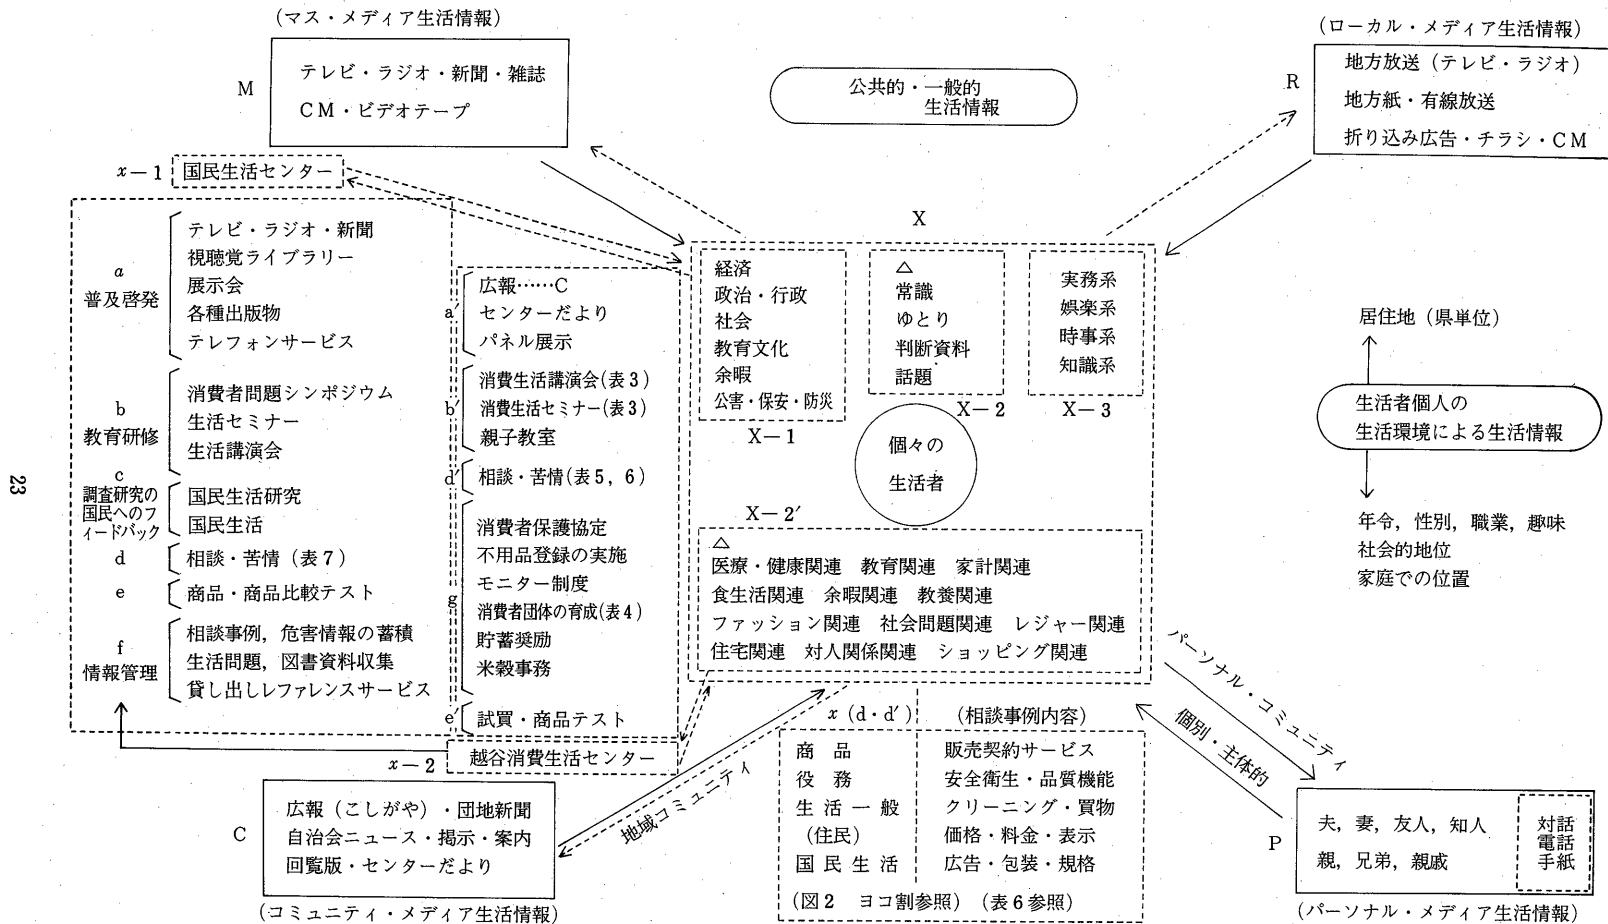 (マス・メディア生活情報)
M
テレビ・ラジオ・新聞・雑誌
CM・ビデオテープ
公共的・一般的
生活情報
(ローカル・メディア生活情報)
R
地方放送(テレビ・ラジオ)
地方紙・有線放送
折り込み広告・チラシ・CM
x−1
国民生活センター
a
普及啓発
テレビ・ラジオ・新聞
視聴覚ライブラリー
展示会
各種出版物
テレフォンサービス
b
教育研修
消費者問題シンポジウム
生活セミナー
生活講演会
c
調査研究の
国民へのフ
ィードバック
国民生活研究
国民生活
d
相談・苦情(表7)
e
商品・商品比較テスト
f
情報管理
相談事例,危害情報の蓄積
生活問題,図書資料収集
貸し出しレファレンスサービス
a′
広報……C
センターだより
パネル展示
b′
消費生活講演会(表3)
消費生活セミナー(表3)
親子教室
d′
相談・苦情(表5,6)
g
消費者保護協定
不用品登録の実施
モニター制度
消費者団体の育成(表4)
貯蓄奨励
米穀事務
e′
試買・商品テスト
x−2
越谷消費生活センター
X
経済
政治・行政
社会
教育文化
余暇
公害・保安・防災
X−1
△
常識
ゆとり
判断資料
話題
X−2
実務系
娯楽系
時事系
知識系
X−3
個々の
生活者
X−2′
△
医療・健康関連 教育関連 家計関連
食生活関連 余暇関連 教養関連
ファッション関連 社会問題関連 レジャー関連
住宅関連 対人関係関連 ショッピング関連
居住地(県単位)
生活者個人の
生活環境による生活情報
年令,性別,職業,趣味
社会的地位
家庭での位置
パーソナル・コミュニティ
個別・主体的
地域コミュニティ
C
広報(こしがや)・団地新聞
自治会ニュース・掲示・案内
回覧版・センターだより
(コミュニティ・メディア生活情報)
x(d・d′) (相談事例内容)
商品 販売契約サービス
役務 安全衛生・品質機能
生活一般 クリーニング・買物
(住民) 価格・料金・表示
国民生活 広告・包装・規格
(図2 ヨコ割参照) (表6参照)
P
夫,妻,友人,知人
親,兄弟,親戚
対話
電話
手紙
(パーソナル・メディア生活情報)
23